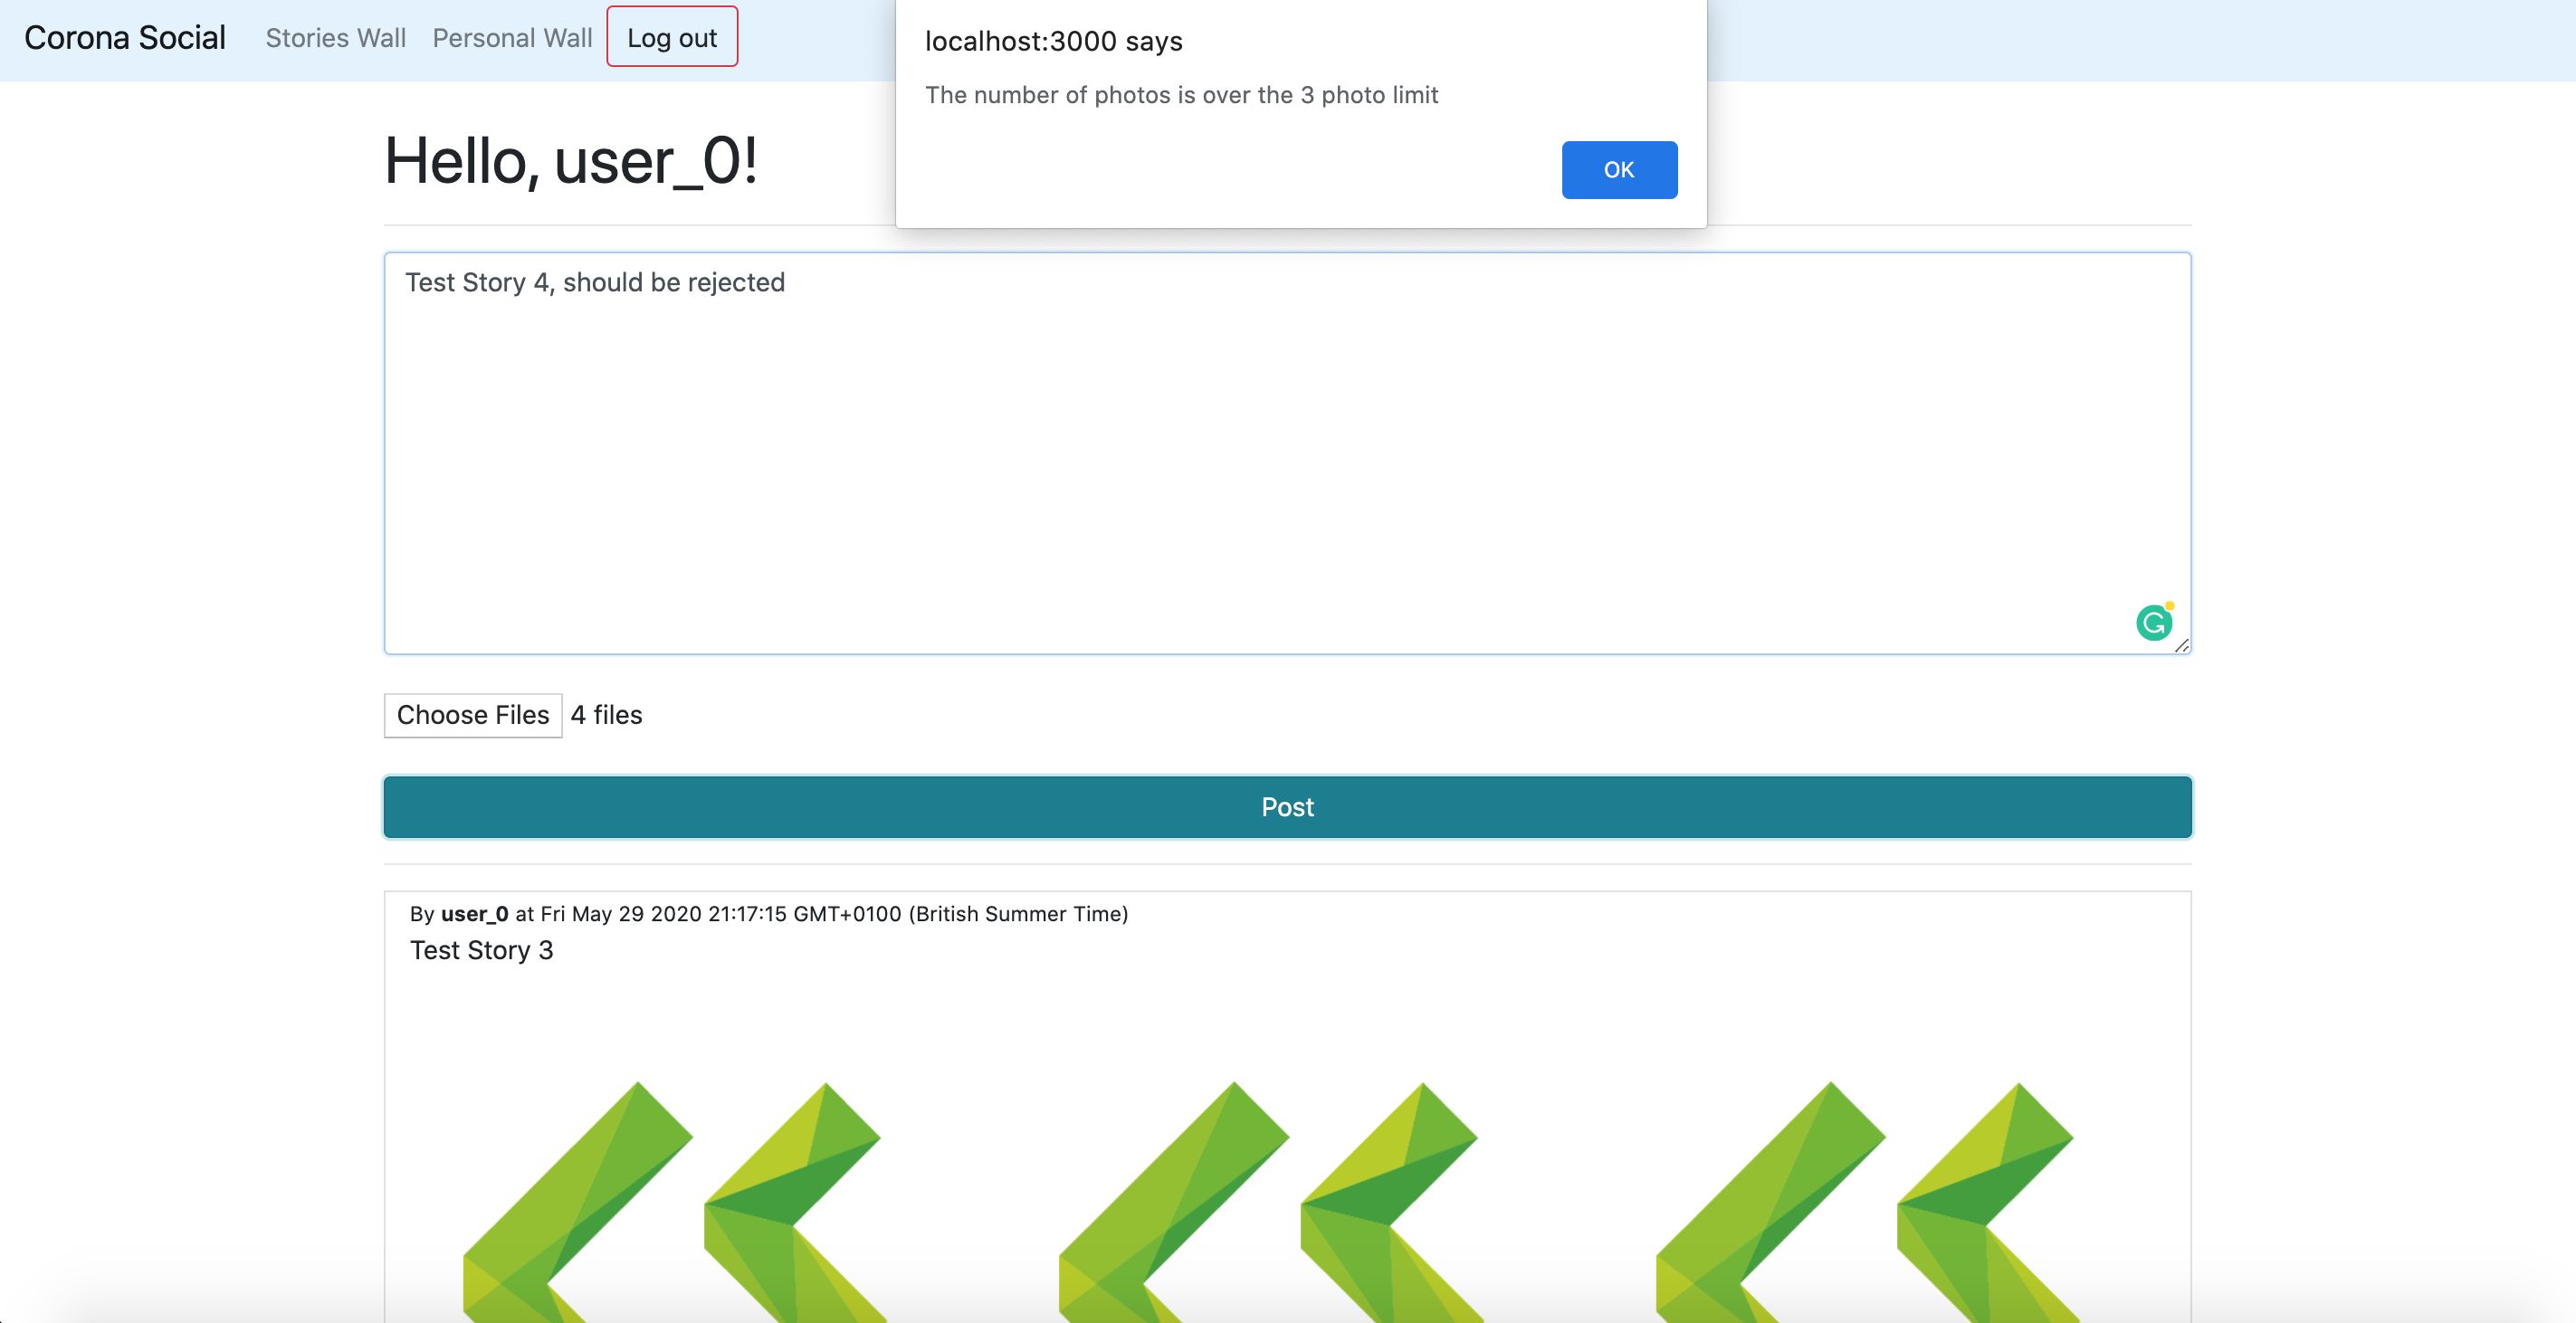 Corona Social Stories Wall Personal Wall Log out
localhost:3000 says
The number of photos is over the 3 photo limit
OK
Hello, user_0!
Test Story 4, should be rejected
Choose Files 4 files
Post
By user_0 at Fri May 29 2020 21:17:15 GMT+0100 (British Summer Time)
Test Story 3